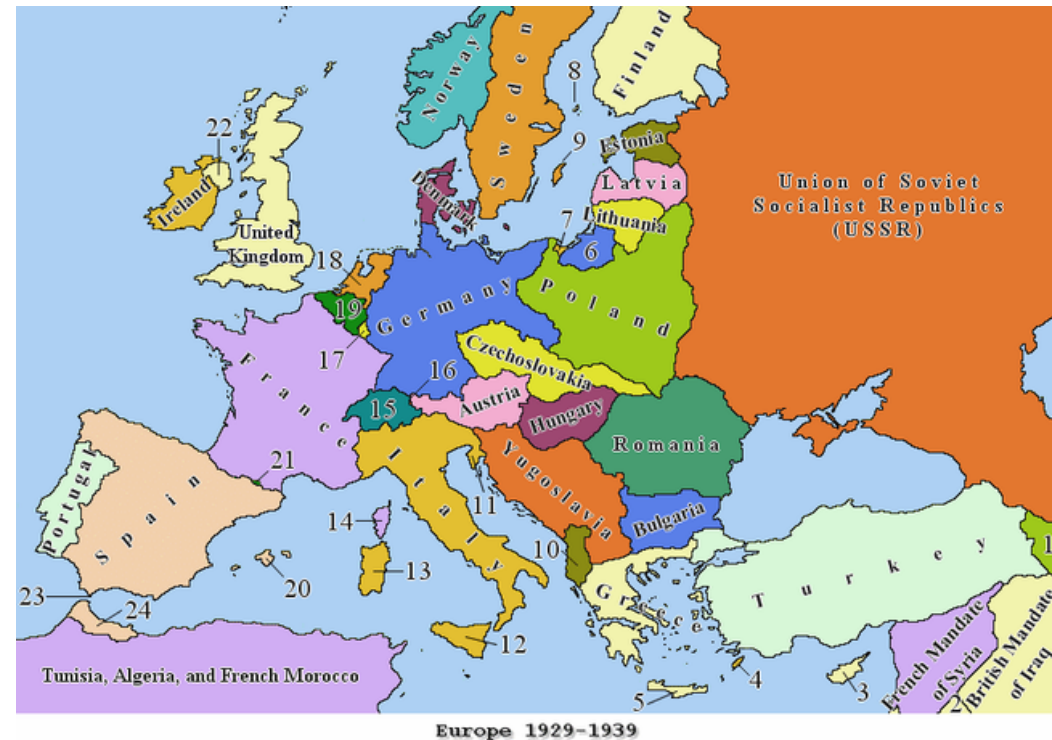 Norway
Sweden
Finland
8
22
9
Estonia
Latvia
Union of Soviet
Socialist Republics
(USSR)
Ireland
Denmark
Lithuania
7
6
United
Kingdom
18
19
Germany
Poland
17
16
Czechoslovakia
France
15
Austria
Hungary
Romania
21
Italy
Yugoslavia
Portugal
Spain
14
11
Bulgaria
10
13
20
Greece
Turkey
1
23
24
12
4
5
3
French Mandate
of Syria
2
British Mandate
of Iraq
Tunisia, Algeria, and French Morocco
Europe 1929-1939